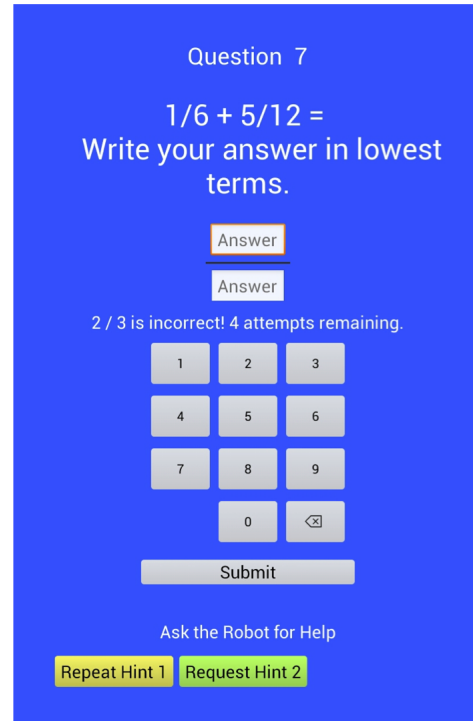 Question 7
1/6 + 5/12 =
Write your answer in lowest
terms.
Answer
Answer
2 / 3 is incorrect! 4 attempts remaining.
1 2 3
4 5 6
7 8 9
0
Submit
Ask the Robot for Help
Repeat Hint 1 Request Hint 2